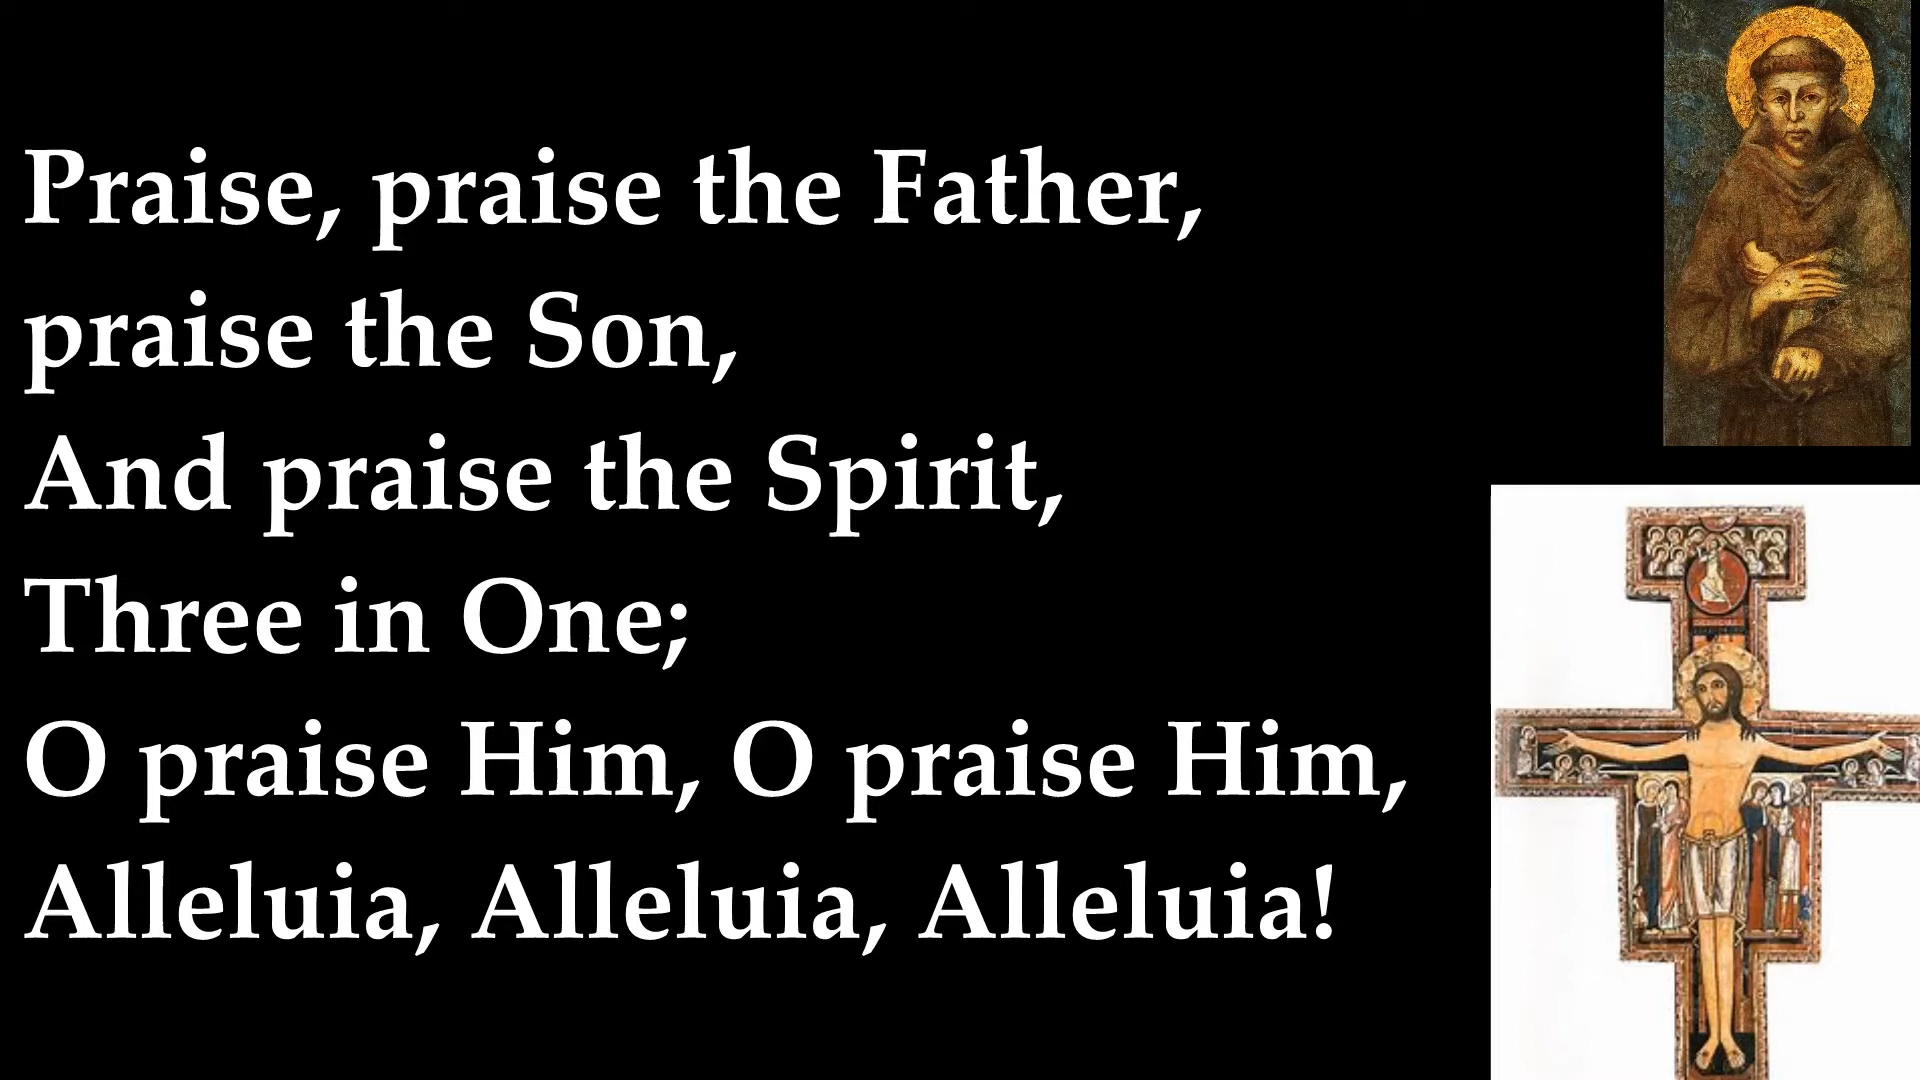 Praise, praise the Father,
praise the Son,
And praise the Spirit,
Three in One;
O praise Him, O praise Him,
Alleluia, Alleluia, Alleluia!